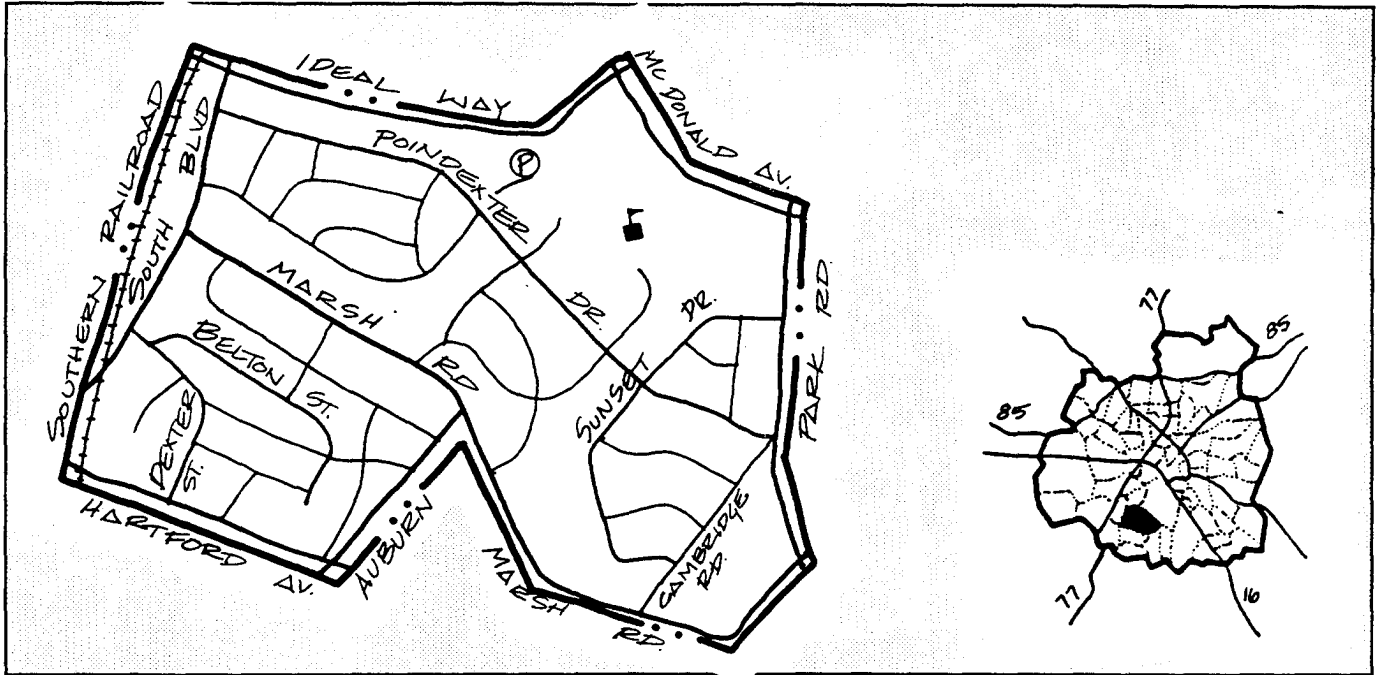 IDEAL WAY
McDONALD AV.
SOUTHERN RAILROAD
SOUTH BLVD
POINDEXTER DR.
P
MARSH RD
SUNSET DR.
PARK RD.
BELTON ST.
DEXTER ST.
HARTFORD AV.
AUBURN
MARSH RD.
CAMBRIDGE RD.
77
85
85
77
16